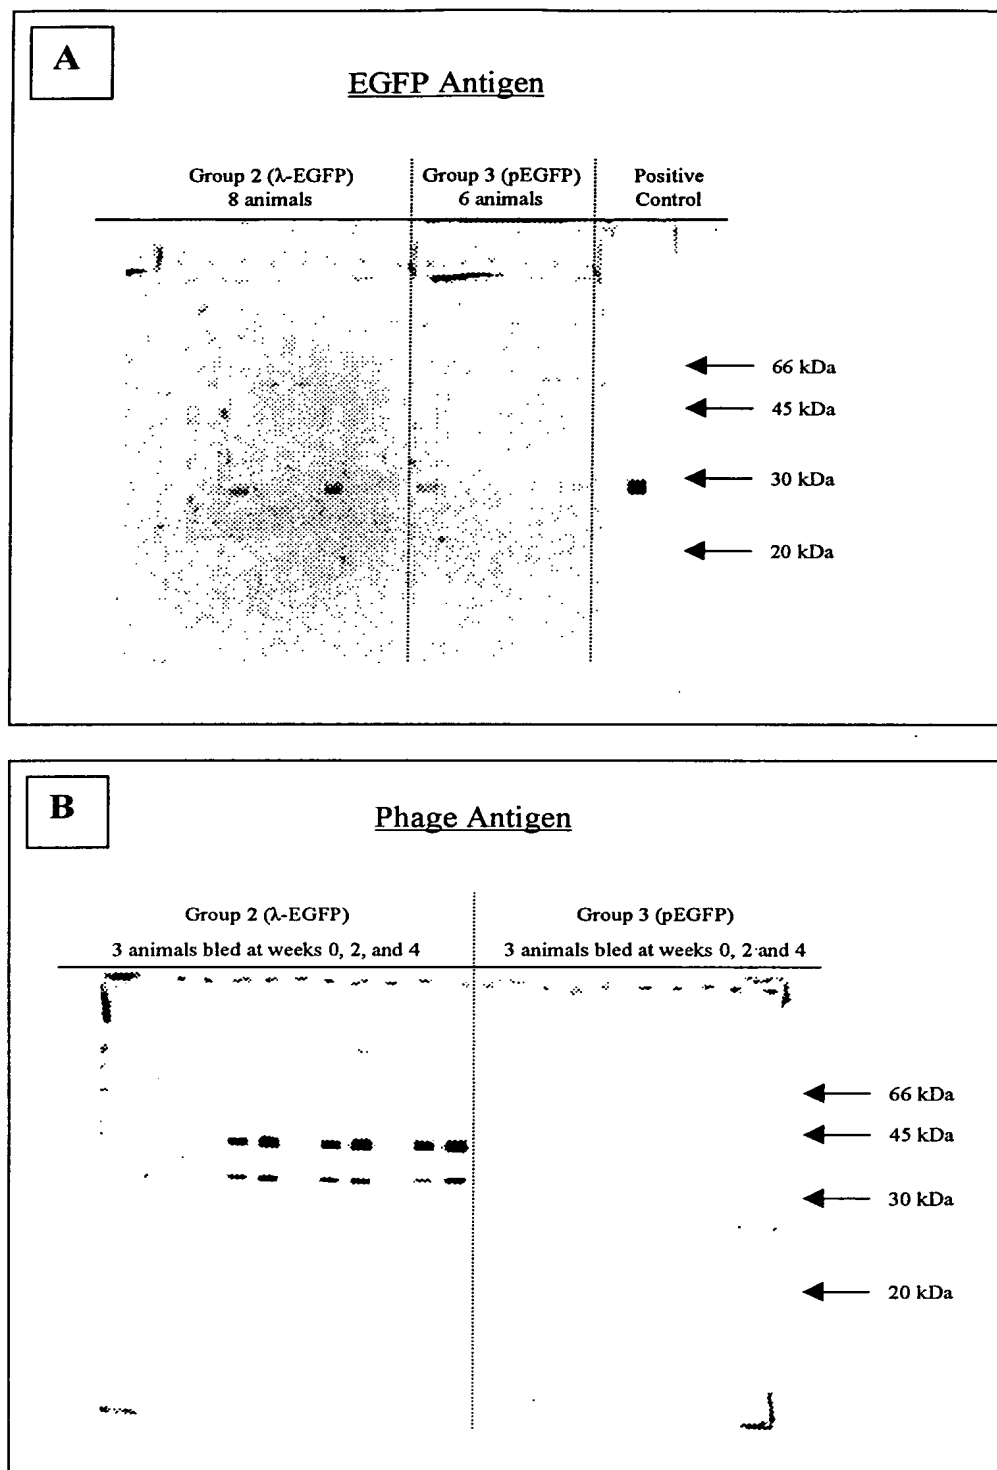 A
EGFP Antigen
Group 2 (λ-EGFP)
8 animals
Group 3 (pEGFP)
6 animals
Positive
Control
66 kDa
45 kDa
30 kDa
20 kDa
B
Phage Antigen
Group 2 (λ-EGFP)
3 animals bled at weeks 0, 2, and 4
Group 3 (pEGFP)
3 animals bled at weeks 0, 2 and 4
66 kDa
45 kDa
30 kDa
20 kDa